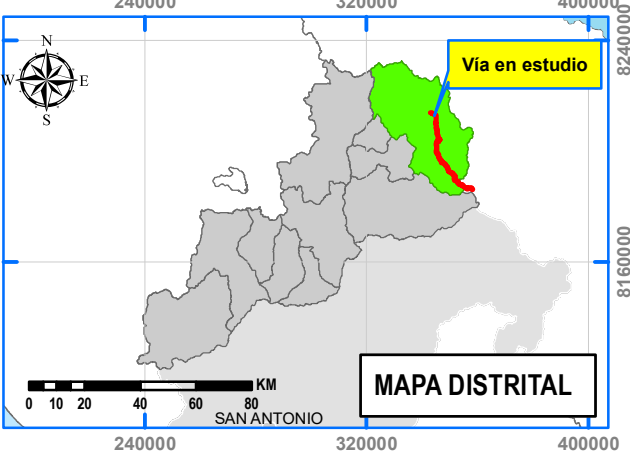 240000 320000 400000
8240000
N
W E
S
Vía en estudio
8160000
MAPA DISTRITAL
KM
0 10 20 40 60 80
SAN ANTONIO
240000 320000 400000